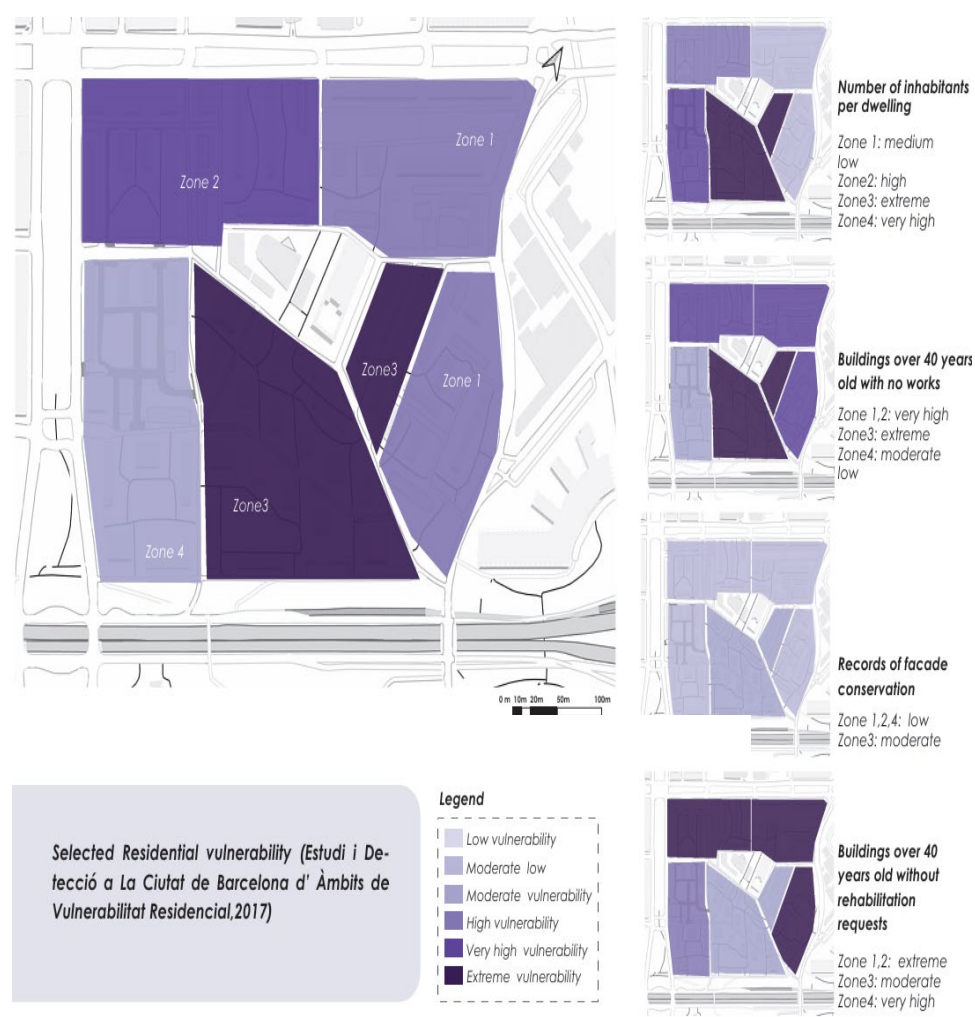 Zone 1
Zone 2
Zone3
Zone 1
Zone3
Zone 4
0 m 10m 20m 50m 100m
Number of inhabitants
per dwelling
Zone 1: medium
low
Zone2: high
Zone3: extreme
Zone4: very high
Buildings over 40 years
old with no works
Zone 1,2: very high
Zone3: extreme
Zone4: moderate
low
Records of facade
conservation
Zone 1,2,4: low
Zone3: moderate
Buildings over 40
years old without
rehabilitation
requests
Zone 1,2: extreme
Zone3: moderate
Zone4: very high
Selected Residential vulnerability (Estudi i De-
tecció a La Ciutat de Barcelona d' Àmbits de
Vulnerabilitat Residencial,2017)
Legend
Low vulnerability
Moderate low
Moderate vulnerability
High vulnerability
Very high vulnerability
Extreme vulnerability